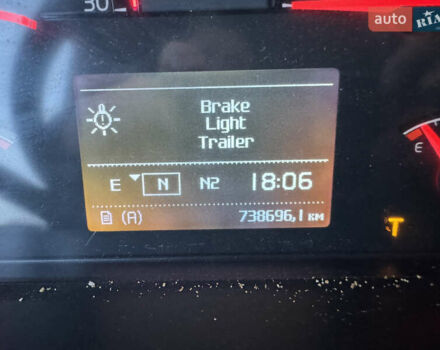 30
auto RIA
Brake
Light
Trailer
E N N2 18:06
(A) 738696,1 км
E
T